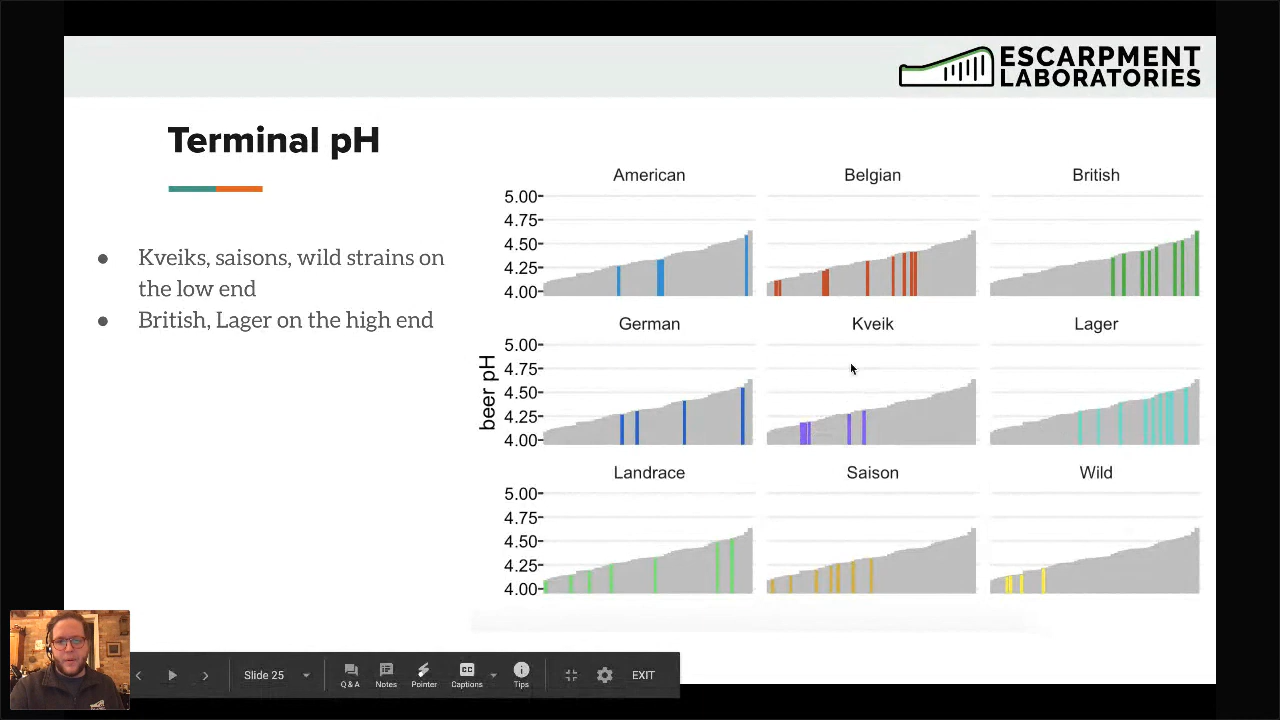 ESCARPMENT
LABORATORIES
Terminal pH
Kveiks, saisons, wild strains on
the low end
British, Lager on the high end
beer pH
American
Belgian
British
5.00
4.75
4.50
4.25
4.00
German
Kveik
Lager
5.00
4.75
4.50
4.25
4.00
Landrace
Saison
Wild
5.00
4.75
4.50
4.25
4.00
Slide 25
Q & A
Notes
Pointer
CC
Captions
Tips
EXIT